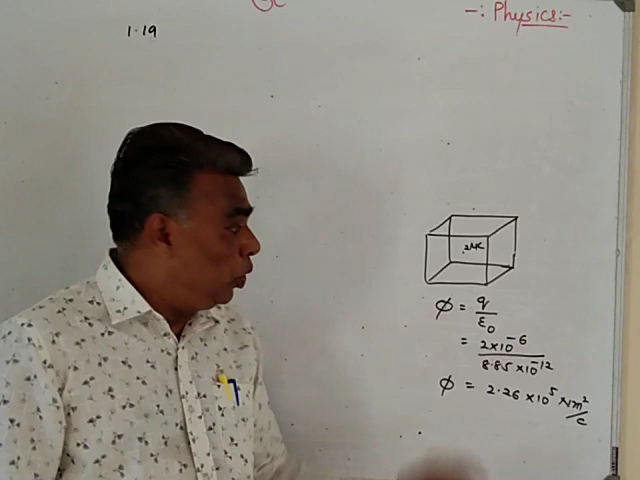 -: Physics:-
1.19
2μC
ϕ = q/ε₀
= 2×10⁻⁶/8.85×10⁻¹²
ϕ = 2.26×10⁵ Nm²/C